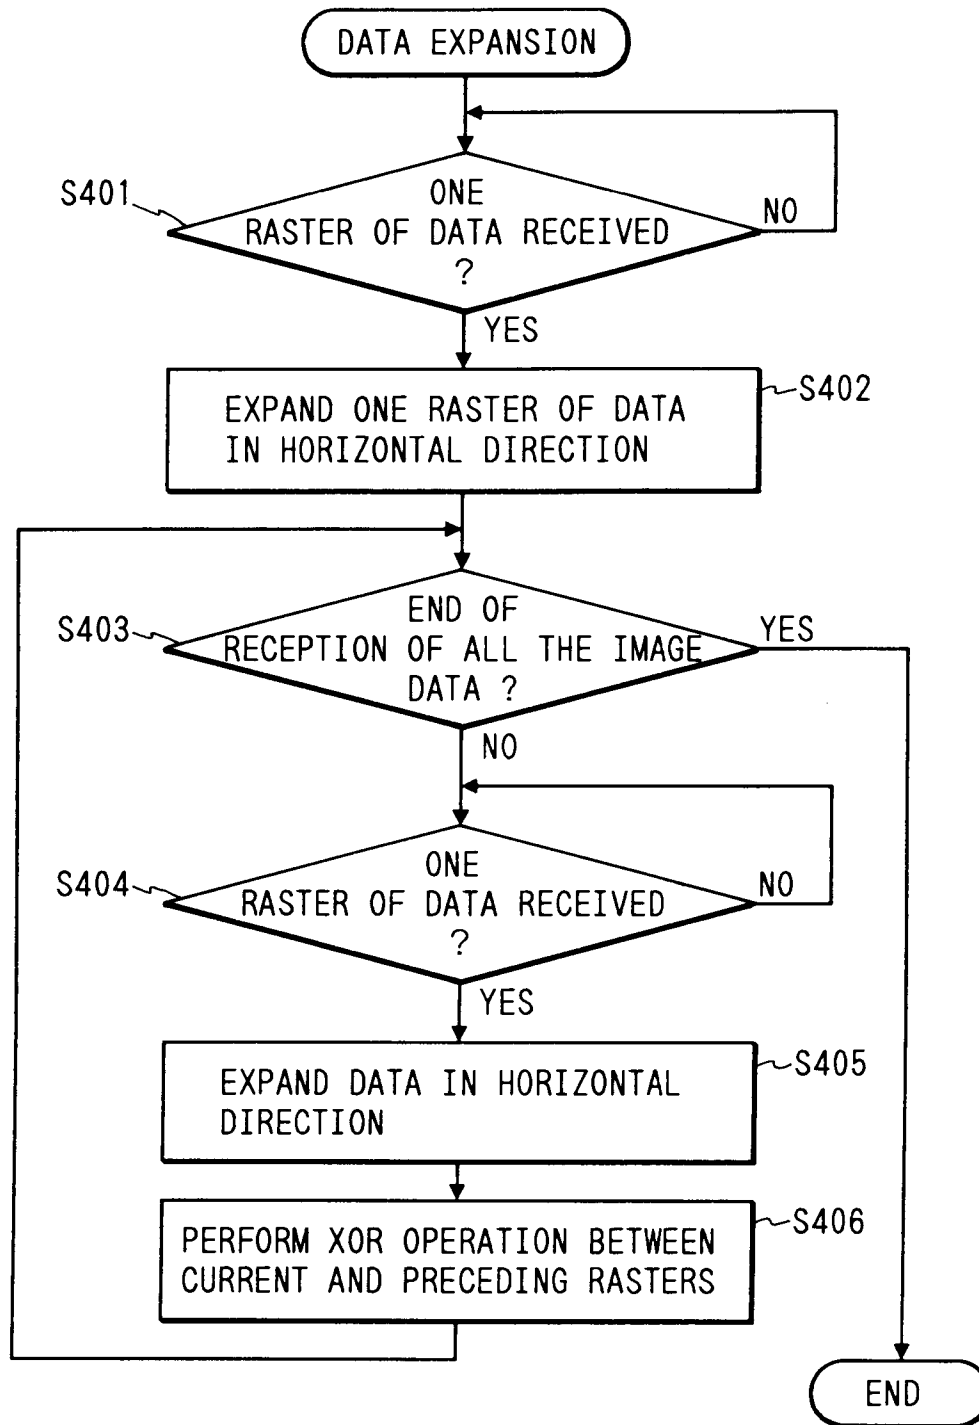 DATA EXPANSION
S401
ONE
RASTER OF DATA RECEIVED
?
NO
YES
S402
EXPAND ONE RASTER OF DATA
IN HORIZONTAL DIRECTION
S403
END OF
RECEPTION OF ALL THE IMAGE
DATA ?
YES
NO
S404
ONE
RASTER OF DATA RECEIVED
?
NO
YES
S405
EXPAND DATA IN HORIZONTAL
DIRECTION
S406
PERFORM XOR OPERATION BETWEEN
CURRENT AND PRECEDING RASTERS
END